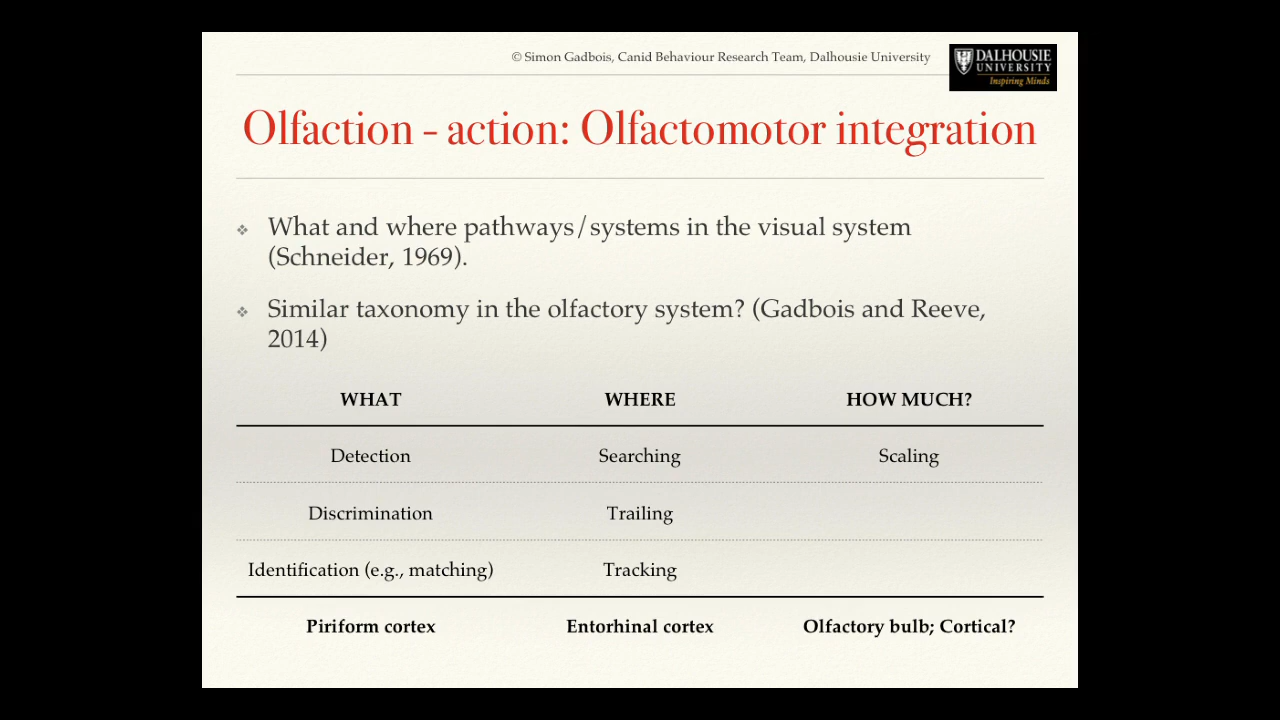 © Simon Gadbois, Canid Behaviour Research Team, Dalhousie University
DALHOUSIE
UNIVERSITY
Inspiring Minds
Olfaction - action: Olfactomotor integration
❖ What and where pathways/systems in the visual system
(Schneider, 1969).
❖ Similar taxonomy in the olfactory system? (Gadbois and Reeve,
2014)
WHAT WHERE HOW MUCH?
Detection Searching Scaling
Discrimination Trailing
Identification (e.g., matching) Tracking
Piriform cortex Entorhinal cortex Olfactory bulb; Cortical?